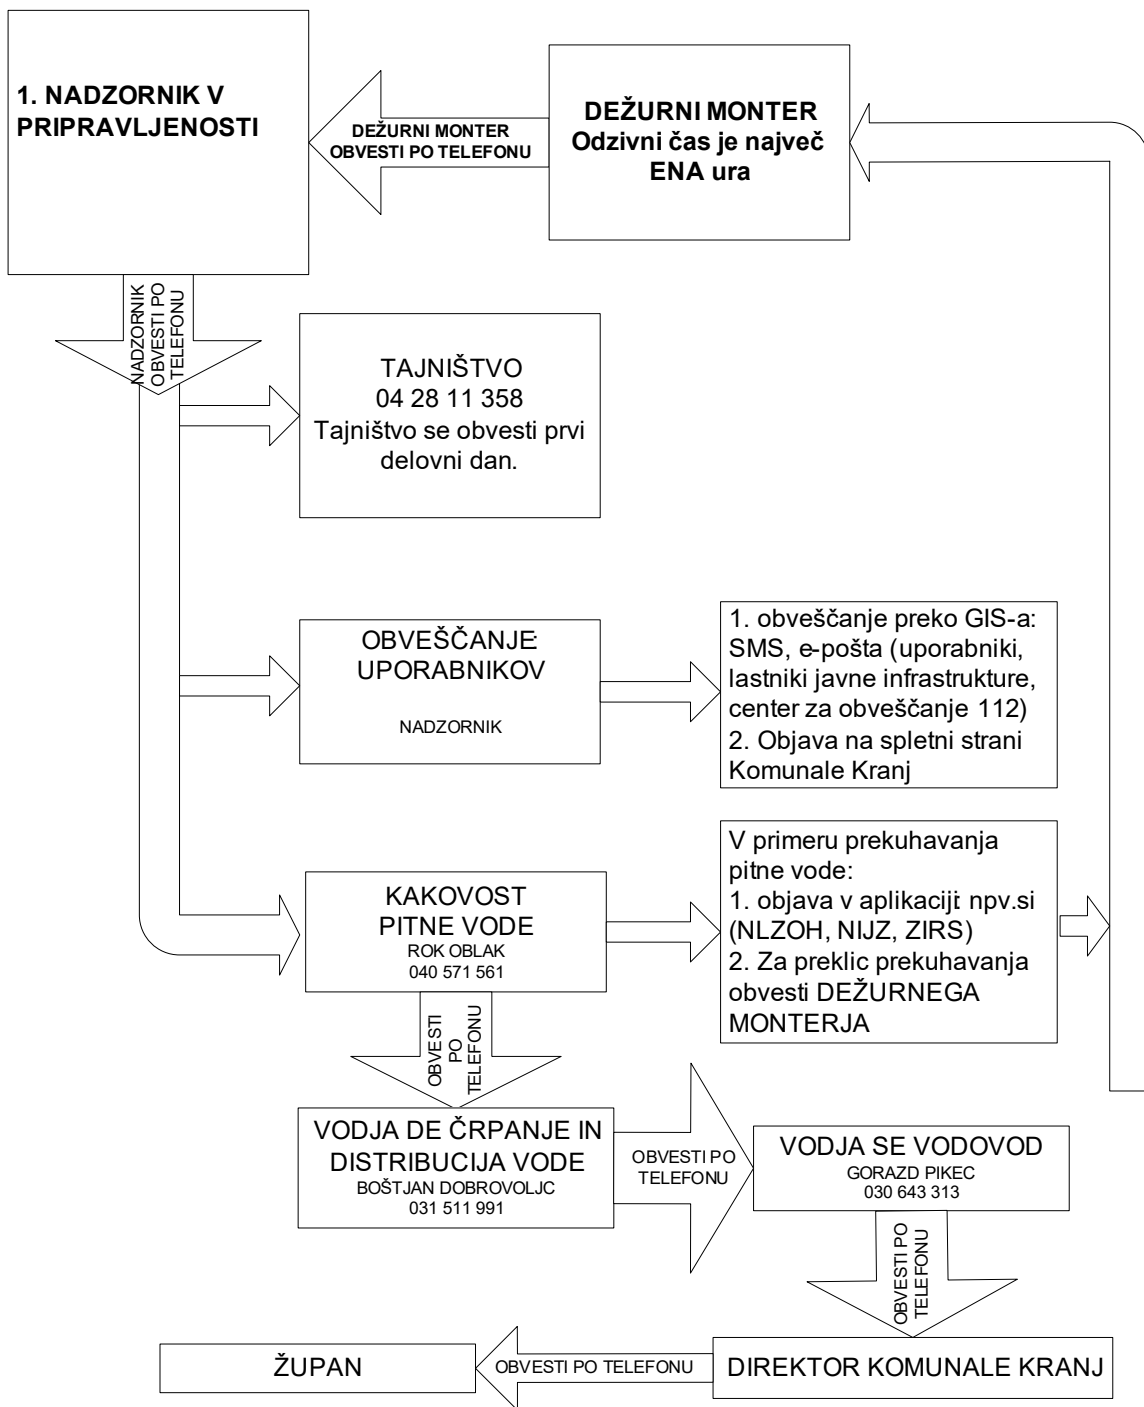 1. NADZORNIK V
PRIPRAVLJENOSTI
DEŽURNI MONTER
OBVESTI PO TELEFONU
DEŽURNI MONTER
Odzivni čas je največ
ENA ura
NADZORNIK
OBVESTI PO
TELEFONU
TAJNIŠTVO
04 28 11 358
Tajništvo se obvesti prvi
delovni dan.
OBVEŠČANJE
UPORABNIKOV
NADZORNIK
1. obveščanje preko GIS-a:
SMS, e-pošta (uporabniki,
lastniki javne infrastrukture,
center za obveščanje 112)
2. Objava na spletni strani
Komunale Kranj
KAKOVOST
PITNE VODE
ROK OBLAK
040 571 561
V primeru prekuhavanja
pitne vode:
1. objava v aplikaciji: npv.si
(NLZOH, NIJZ, ZIRS)
2. Za preklic prekuhavanja
obvesti DEŽURNEGA
MONTERJA
OBVESTI
PO
TELEFONU
VODJA DE ČRPANJE IN
DISTRIBUCIJA VODE
BOŠTJAN DOBROVOLJC
031 511 991
OBVESTI PO
TELEFONU
VODJA SE VODOVOD
GORAZD PIKEC
030 643 313
OBVESTI PO
TELEFONU
ŽUPAN
OBVESTI PO TELEFONU
DIREKTOR KOMUNALE KRANJ